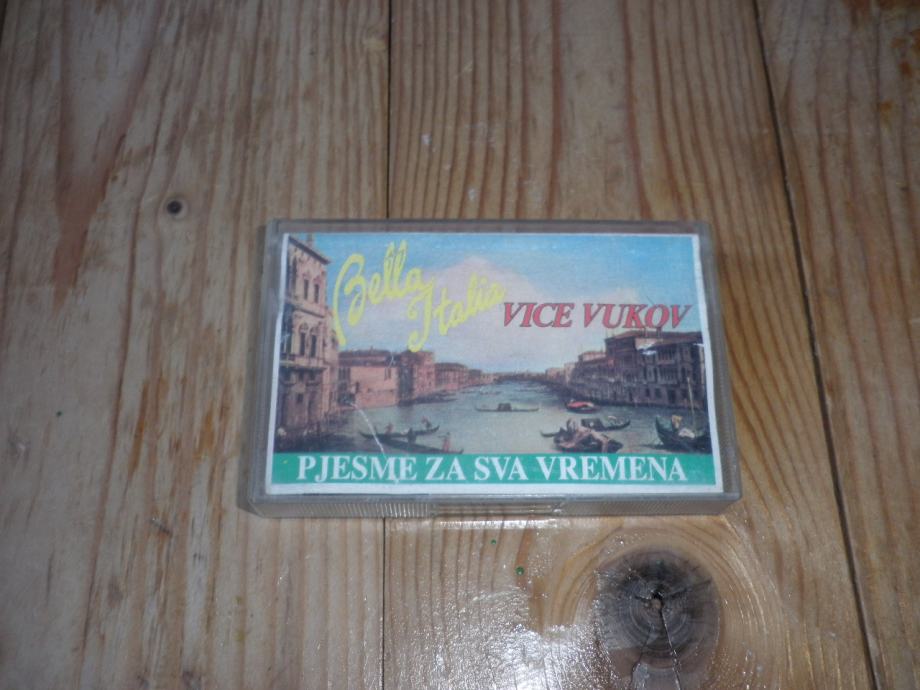 Bella
Italia
VICE VUKOV
PJESME ZA SVA VREMENA